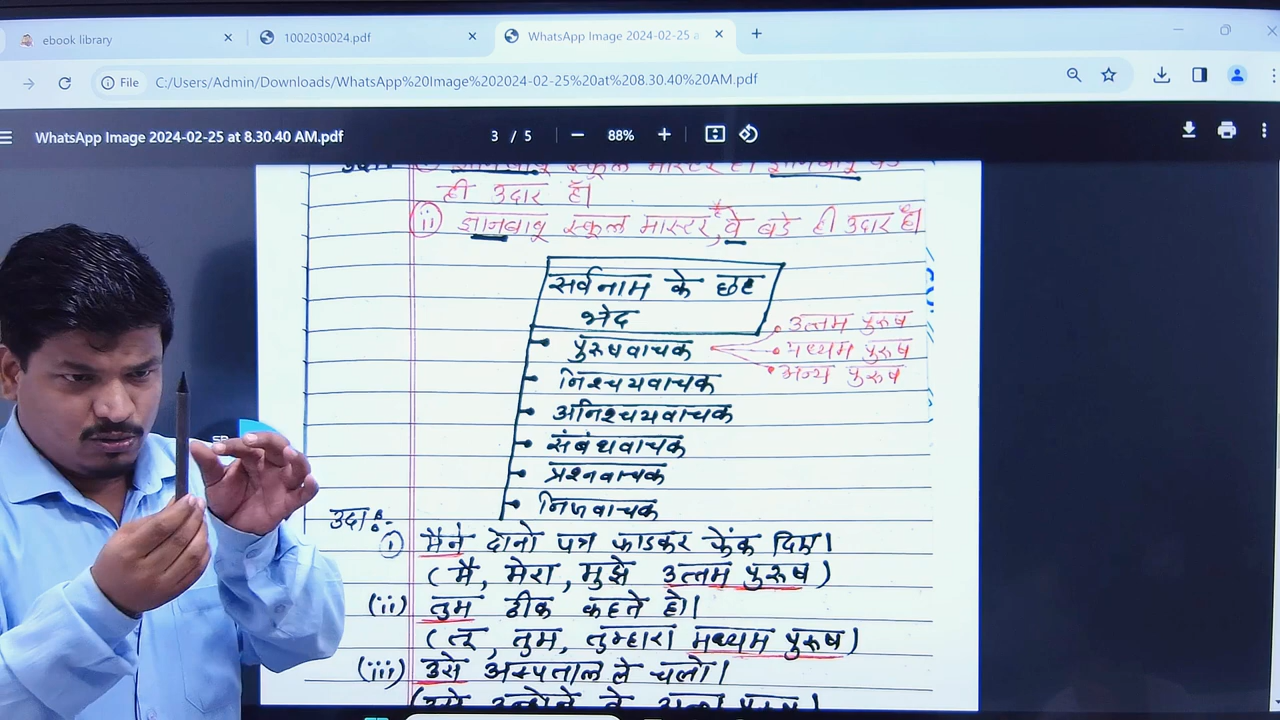 ebook library
1002030024.pdf
WhatsApp Image 2024-02-25 a
File
C:/Users/Admin/Downloads/WhatsApp%20Image%202024-02-25%20at%208.30.40%20AM.pdf
WhatsApp Image 2024-02-25 at 8.30.40 AM.pdf
3 / 5
88%
ही उदार हैं।
(ii) ज्ञानबाबू स्कूल मास्टर है, वे बडे ही उदार हैं।
सर्वनाम के छह
भेद
पुरुषवाचक
उत्तम पुरुष
मध्यम पुरुष
अन्य पुरुष
निश्चयवाचक
अनिश्चयवाचक
संबंधवाचक
प्रश्नवाचक
निजवाचक
उदाः-
(i) मैने दोनो पत्र फाडकर फेंक दिए।
(मै, मेरा, मुझे उत्तम पुरुष)
(ii) तुम ठीक कहते हो।
(तू, तुम, तुम्हारा मध्यम पुरुष)
(iii) उसे अस्पताल ले चलो।